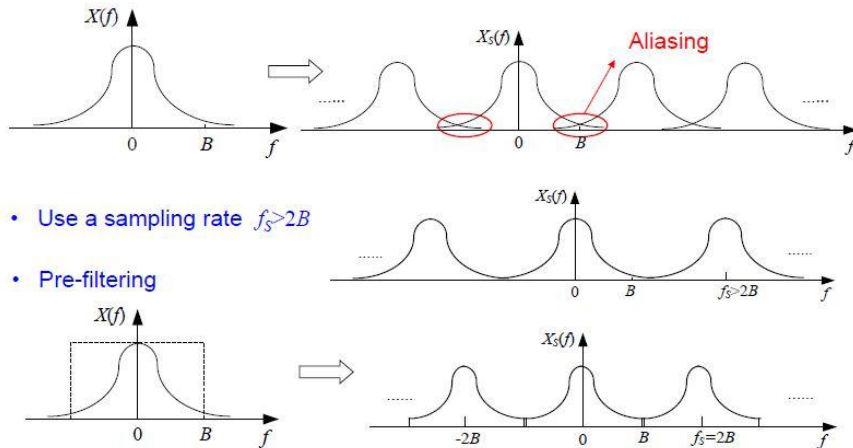 X(f)
0
B
f
Xs(f)
Aliasing
......
......
0
B
f
• Use a sampling rate fS>2B
• Pre-filtering
Xs(f)
......
......
0
B
fS>2B
f
X(f)
0
B
f
Xs(f)
......
......
-2B
0
B
fS=2B
f